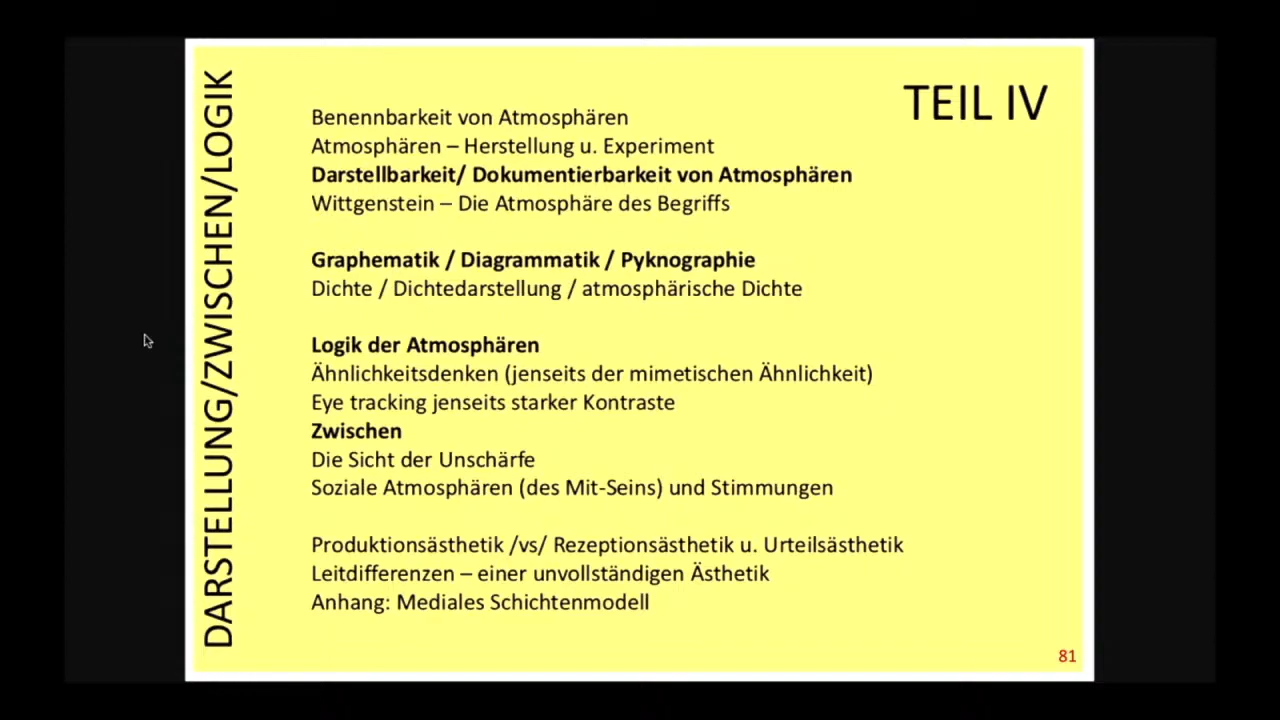 DARSTELLUNG/ZWISCHEN/LOGIK
TEIL IV
Benennbarkeit von Atmosphären
Atmosphären – Herstellung u. Experiment
Darstellbarkeit/ Dokumentierbarkeit von Atmosphären
Wittgenstein – Die Atmosphäre des Begriffs
Graphematik / Diagrammatik / Pyknographie
Dichte / Dichtedarstellung / atmosphärische Dichte
Logik der Atmosphären
Ähnlichkeitsdenken (jenseits der mimetischen Ähnlichkeit)
Eye tracking jenseits starker Kontraste
Zwischen
Die Sicht der Unschärfe
Soziale Atmosphären (des Mit-Seins) und Stimmungen
Produktionsästhetik /vs/ Rezeptionsästhetik u. Urteilsästhetik
Leitdifferenzen – einer unvollständigen Ästhetik
Anhang: Mediales Schichtenmodell
81